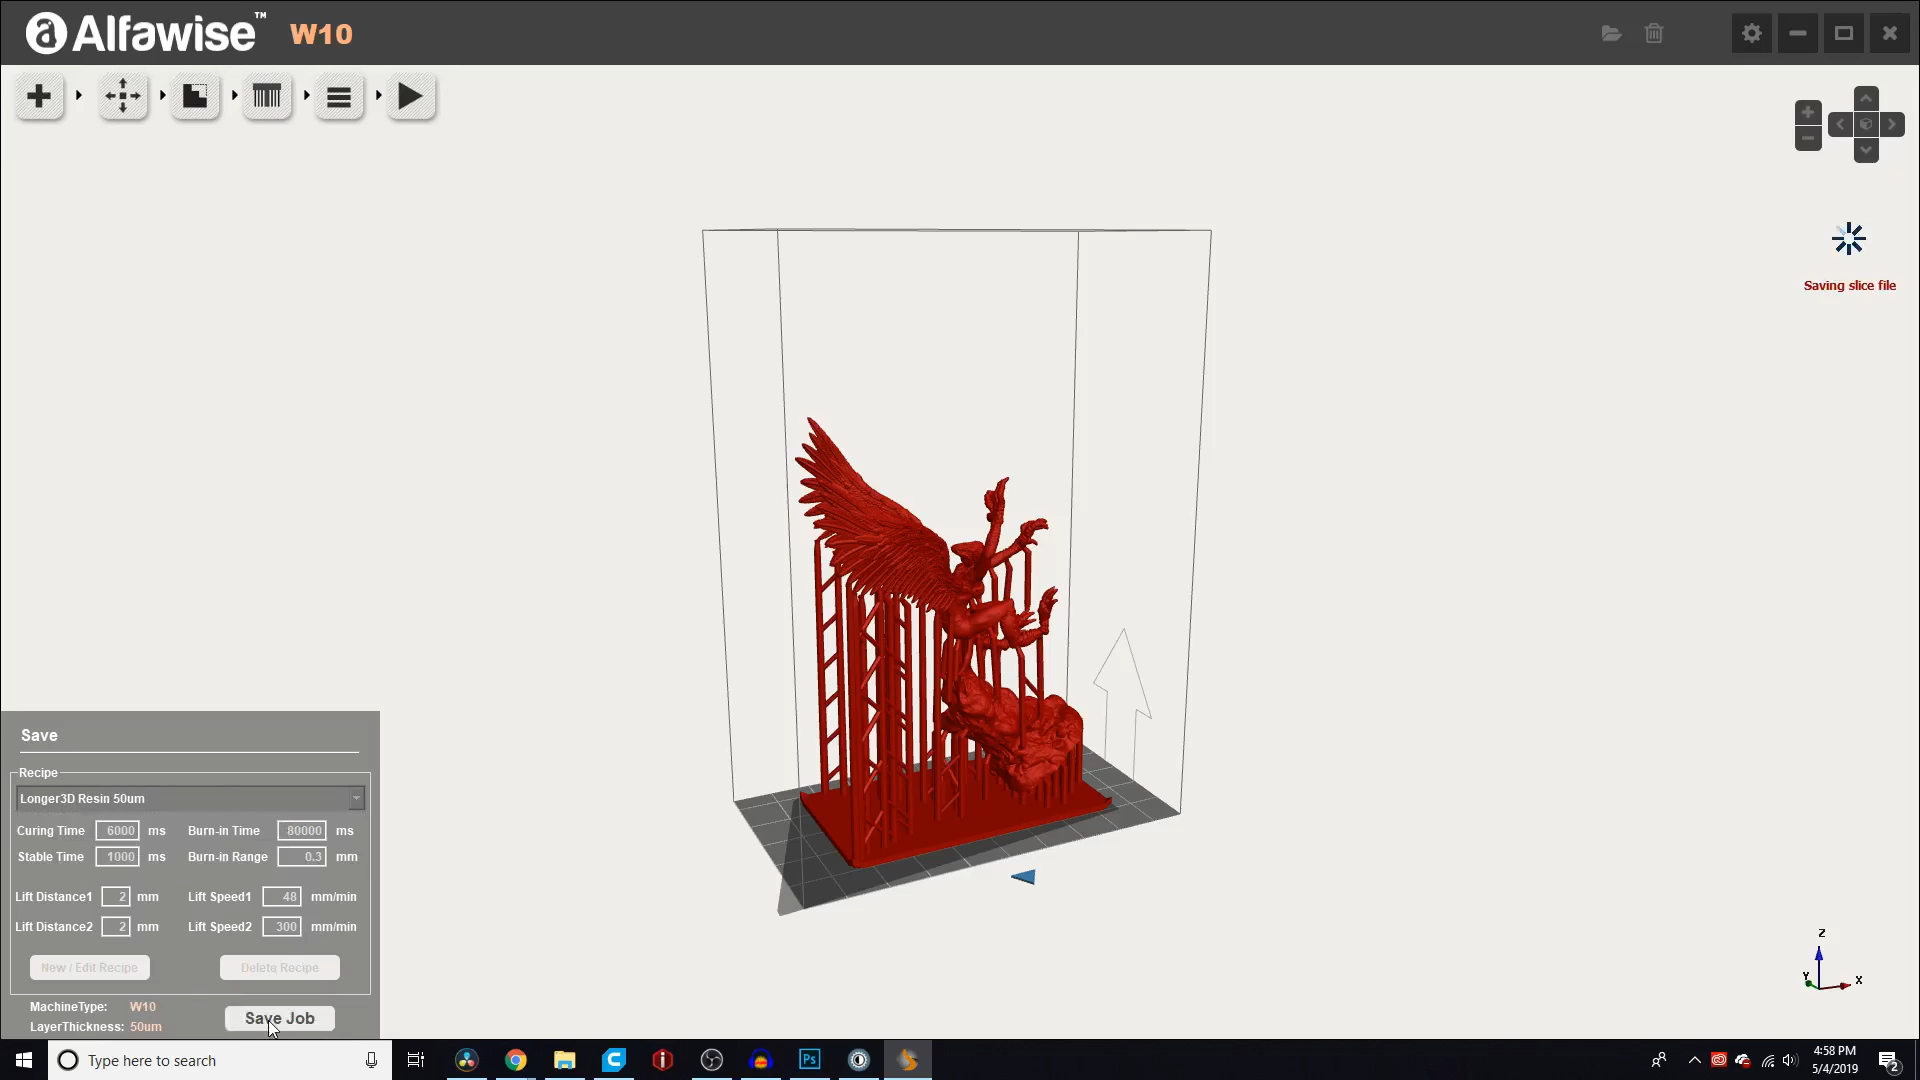 Alfawise™ W10
Saving slice file
Save
Recipe
Longer3D Resin 50um
Curing Time 6000 ms Burn-in Time 80000 ms
Stable Time 1000 ms Burn-in Range 0.3 mm
Lift Distance1 2 mm Lift Speed1 48 mm/min
Lift Distance2 2 mm Lift Speed2 300 mm/min
New / Edit Recipe Delete Recipe
MachineType: W10
LayerThickness: 50um
Save Job
Z
Y
X
Type here to search
Ps
4:58 PM
5/4/2019
2